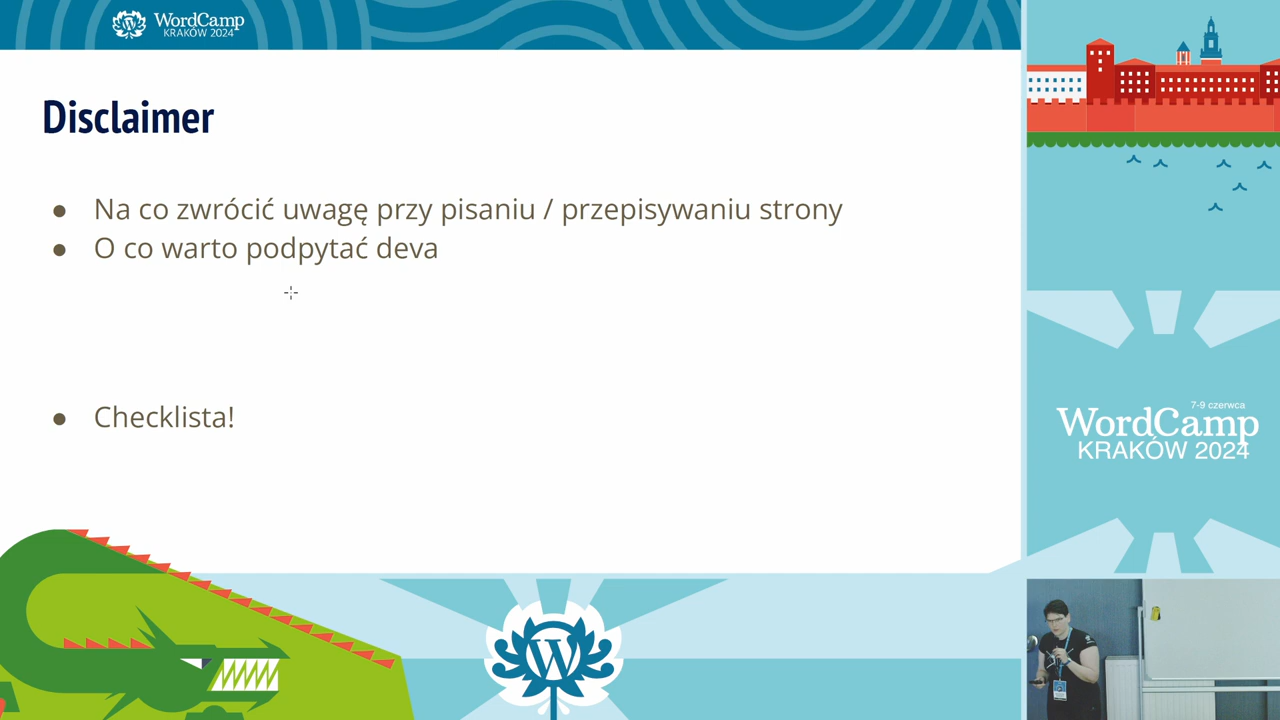 WordCamp
KRAKÓW 2024
Disclaimer
● Na co zwrócić uwagę przy pisaniu / przepisywaniu strony
● O co warto podpytać deva
● Checklista!
7-9 czerwca
WordCamp
KRAKÓW 2024